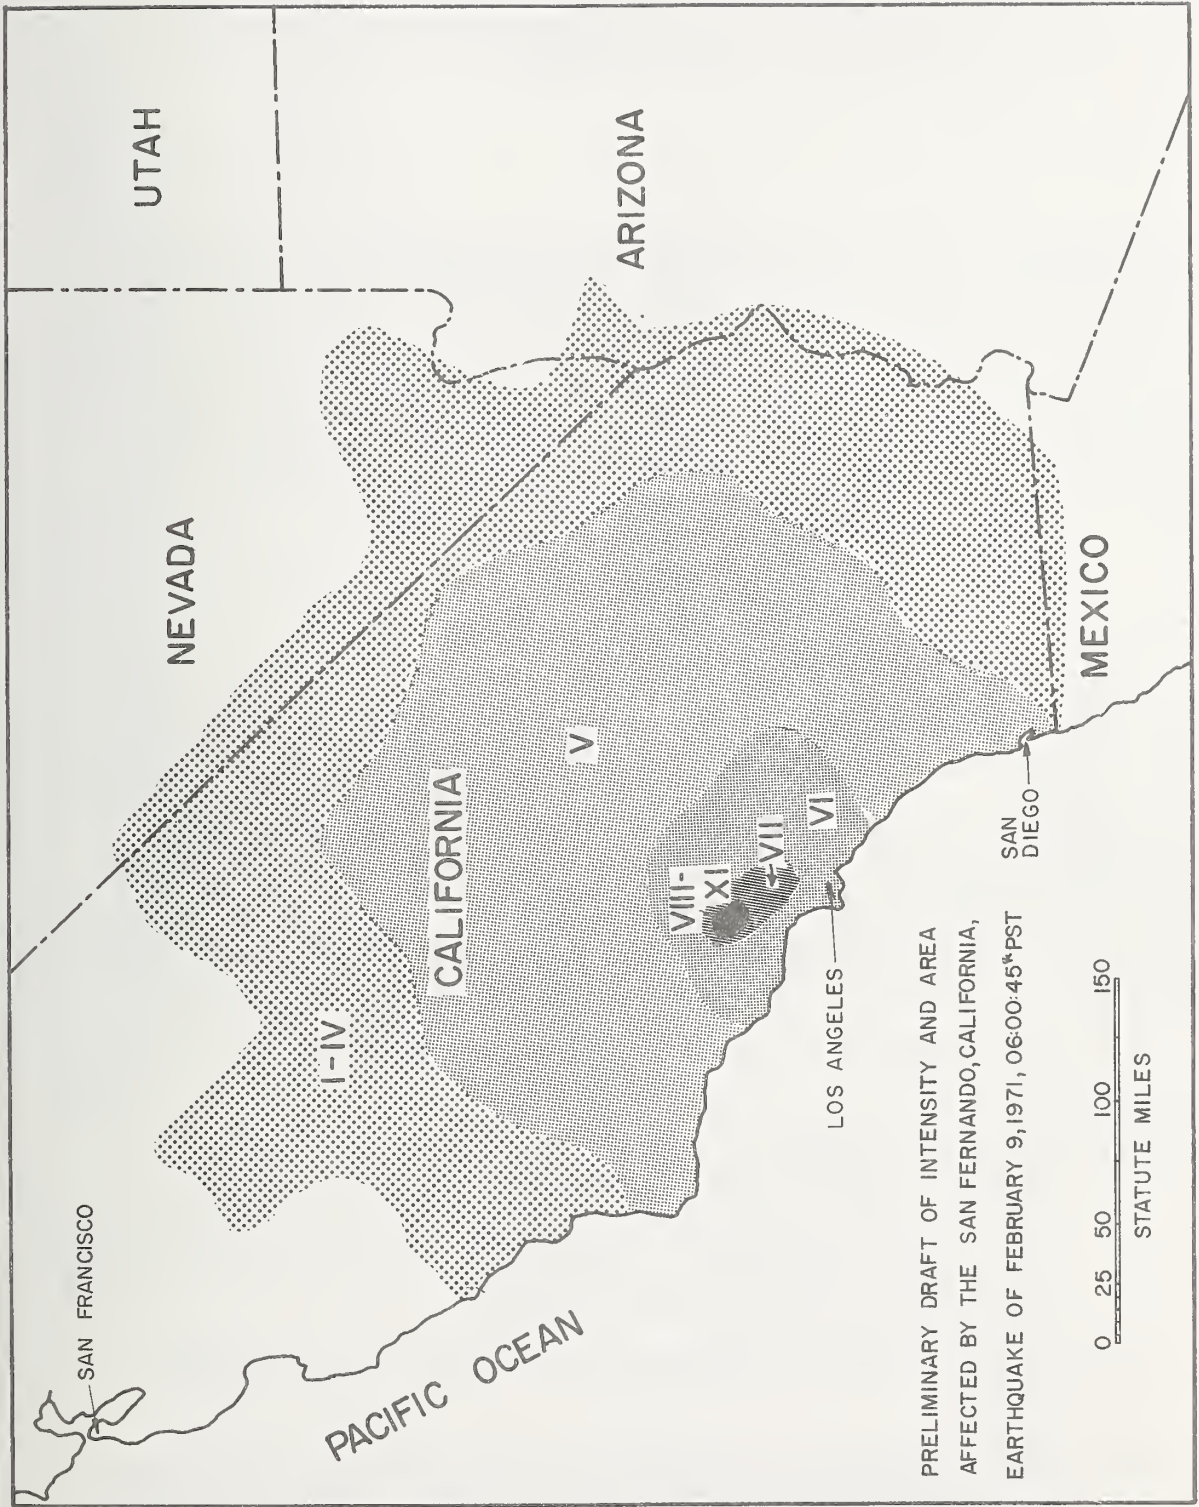 SAN FRANCISCO
NEVADA
UTAH
I-IV
CALIFORNIA
V
ARIZONA
PACIFIC OCEAN
VIII-
XI
VII
VI
LOS ANGELES
SAN
DIEGO
MEXICO
PRELIMINARY DRAFT OF INTENSITY AND AREA
AFFECTED BY THE SAN FERNANDO, CALIFORNIA,
EARTHQUAKE OF FEBRUARY 9, 1971, 06:00:45* PST
0 25 50 100 150
STATUTE MILES